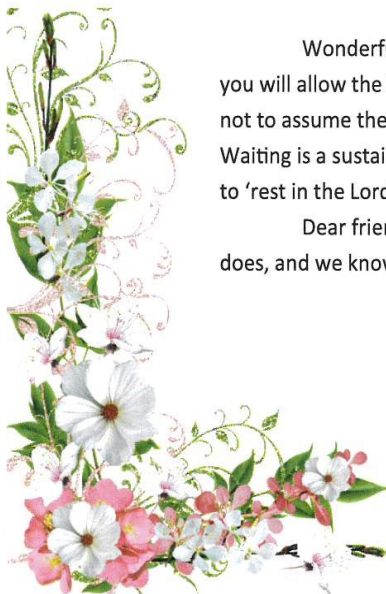 Wonderf
you will allow the
not to assume the
Waiting is a sustai
to ‘rest in the Lord
Dear frien
does, and we know